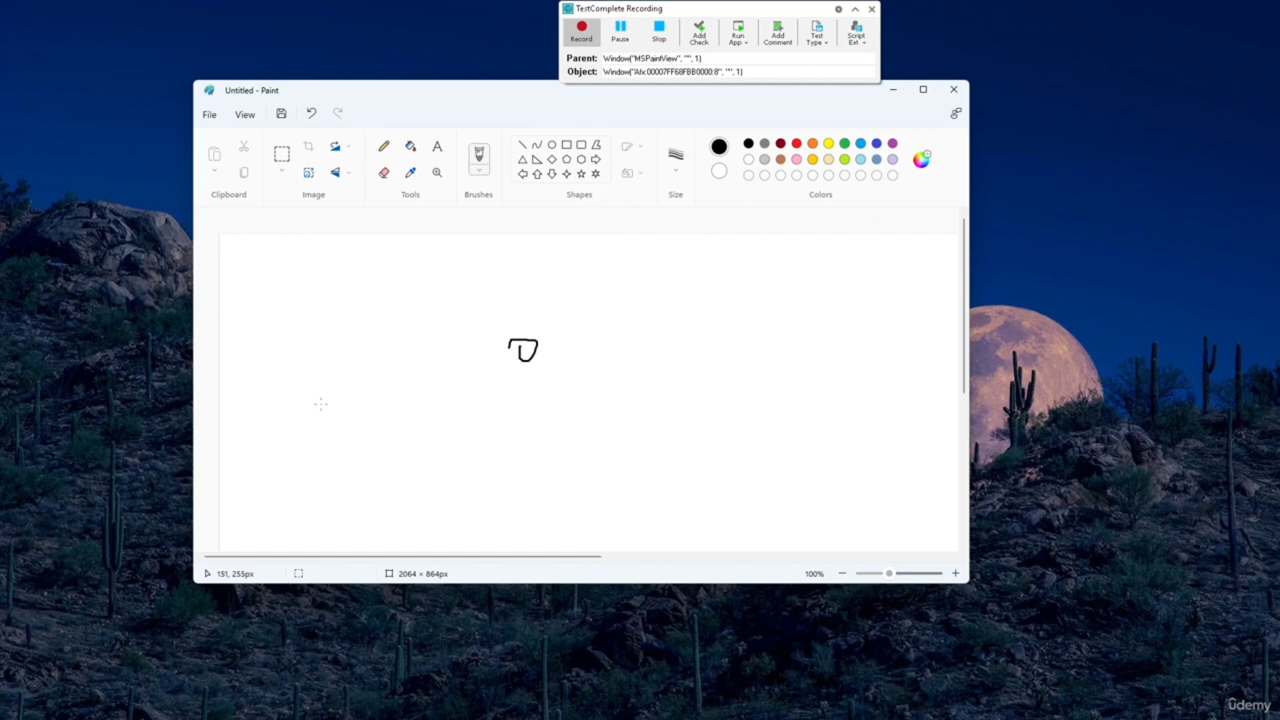 TestComplete Recording
Record Pause Stop Add Check Run App Add Comment Test Type Script Ext
Parent: Window("MSPaintView", "", 1)
Object: Window("Afx:00007FF68FBB0000:8", "", 1)
Untitled - Paint
File View
A
Clipboard Image Tools Brushes Shapes Size Colors
151, 255px 2064 × 864px 100%
ûdemy